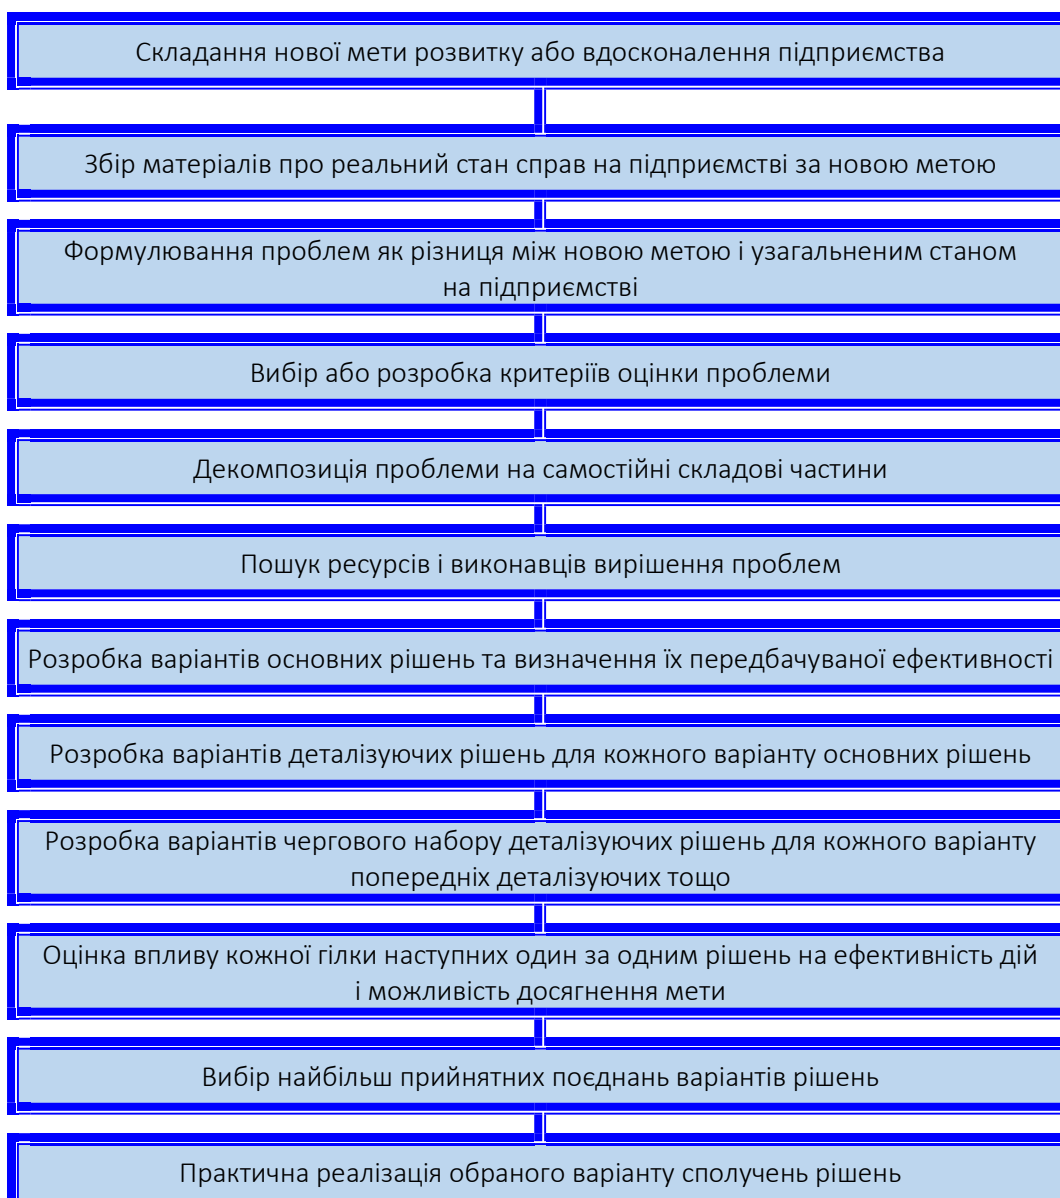 Складання нової мети розвитку або вдосконалення підприємства
Збір матеріалів про реальний стан справ на підприємстві за новою метою
Формулювання проблем як різниця між новою метою і узагальненим станом
на підприємстві
Вибір або розробка критеріїв оцінки проблеми
Декомпозиція проблеми на самостійні складові частини
Пошук ресурсів і виконавців вирішення проблем
Розробка варіантів основних рішень та визначення їх передбачуваної ефективності
Розробка варіантів деталізуючих рішень для кожного варіанту основних рішень
Розробка варіантів чергового набору деталізуючих рішень для кожного варіанту
попередніх деталізуючих тощо
Оцінка впливу кожної гілки наступних один за одним рішень на ефективність дій
і можливість досягнення мети
Вибір найбільш прийнятних поєднань варіантів рішень
Практична реалізація обраного варіанту сполучень рішень